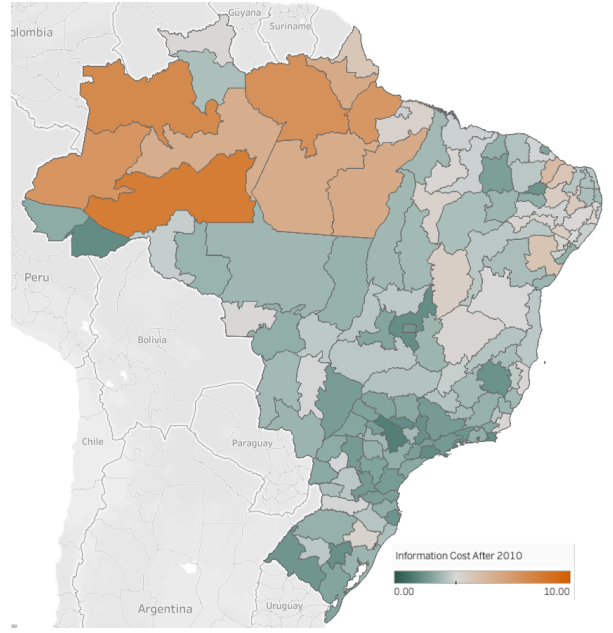 Guyana
Suriname
olombia
Peru
Bolivia
Paraguay
Chile
Argentina
Uruguay
Information Cost After 2010
0.00
10.00